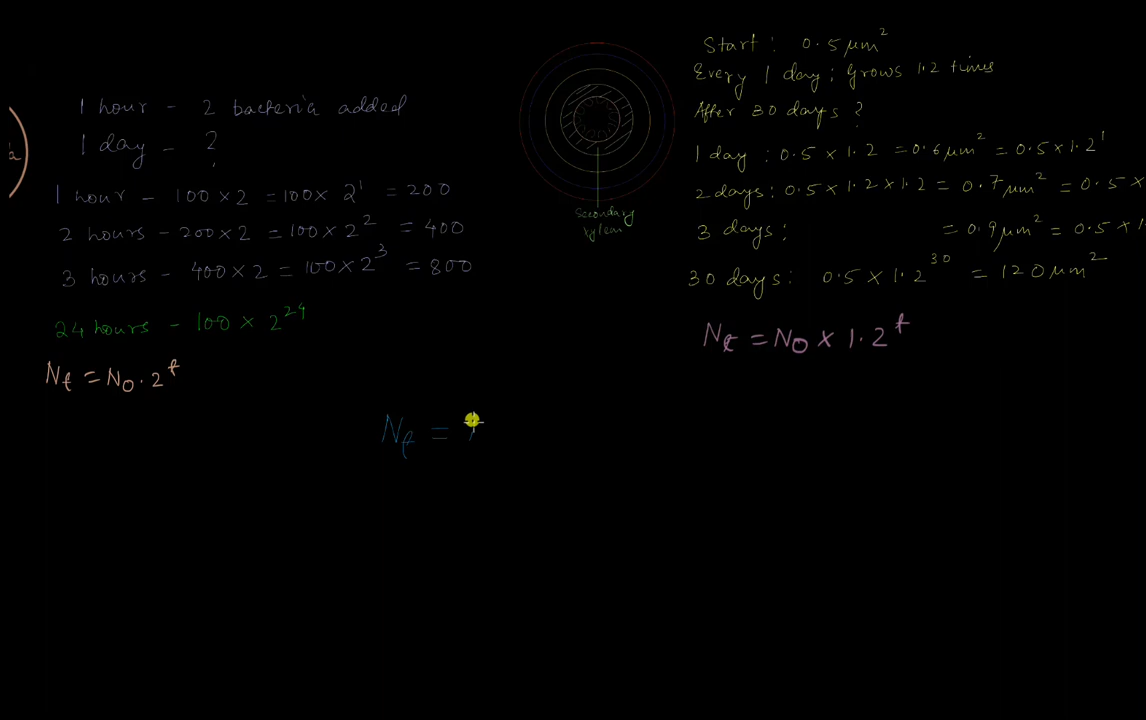 1 hour - 2 bacteria added
1 day - ?
1 hour - 100 × 2 = 100 × 2¹ = 200
2 hours - 200 × 2 = 100 × 2² = 400
3 hours - 400 × 2 = 100 × 2³ = 800
24 hours - 100 × 2²⁴
Nt = N0 . 2ᵗ
Secondary
xylem
Start : 0.5 μm²
Every 1 day ; Grows 1.2 times
After 30 days ?
1 day : 0.5 × 1.2 = 0.6 μm² = 0.5 × 1.2¹
2 days : 0.5 × 1.2 × 1.2 = 0.7 μm² = 0.5 ×
3 days : = 0.9 μm² = 0.5 × 1.
30 days : 0.5 × 1.2³⁰ = 120 μm²
Nt = N0 × 1.2ᵗ
Nt =